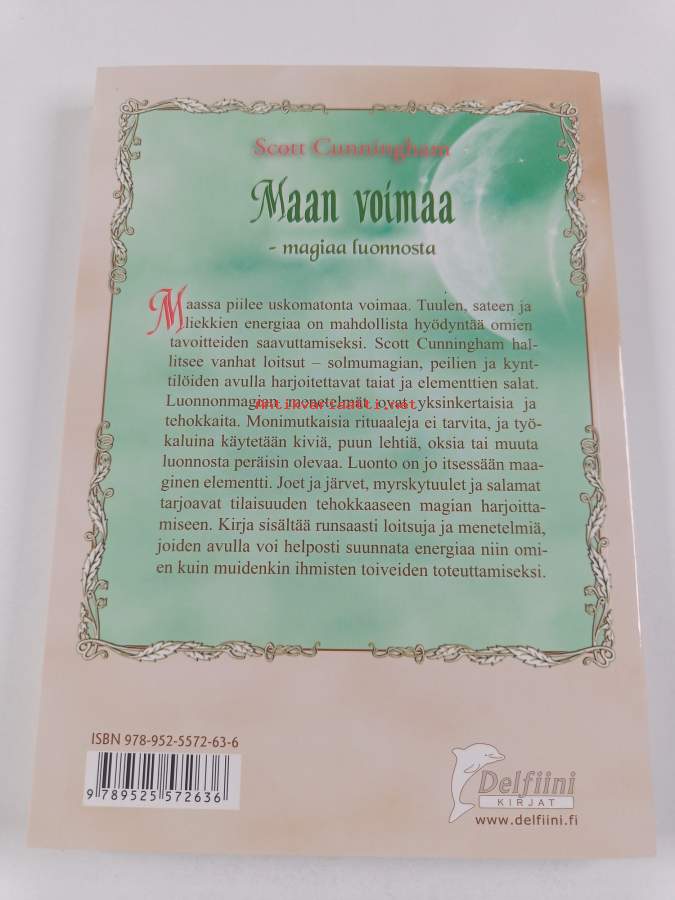 Scott Cunningham
Maan voimaa
- magiaa luonnosta
Maassa piilee uskomatonta voimaa. Tuulen, sateen ja
liekkien energiaa on mahdollista hyödyntää omien
tavoitteiden saavuttamiseksi. Scott Cunningham hal-
litsee vanhat loitsut – solmumagian, peilien ja kynt-
tilöiden avulla harjoitettavat taiat ja elementtien salat.
Luonnonmagian menetelmät ovat yksinkertaisia ja
Antikvariaatti.net
tehokkaita. Monimutkaisia rituaaleja ei tarvita, ja työ-
kaluina käytetään kiviä, puun lehtiä, oksia tai muuta
luonnosta peräisin olevaa. Luonto on jo itsessään maa-
ginen elementti. Joet ja järvet, myrskytuulet ja salamat
tarjoavat tilaisuuden tehokkaaseen magian harjoitta-
miseen. Kirja sisältää runsaasti loitsuja ja menetelmiä,
joiden avulla voi helposti suunnata energiaa niin omi-
en kuin muidenkin ihmisten toiveiden toteuttamiseksi.
ISBN 978-952-5572-63-6
9 789525 572636
Delfiini
KIRJAT
www.delfiini.fi